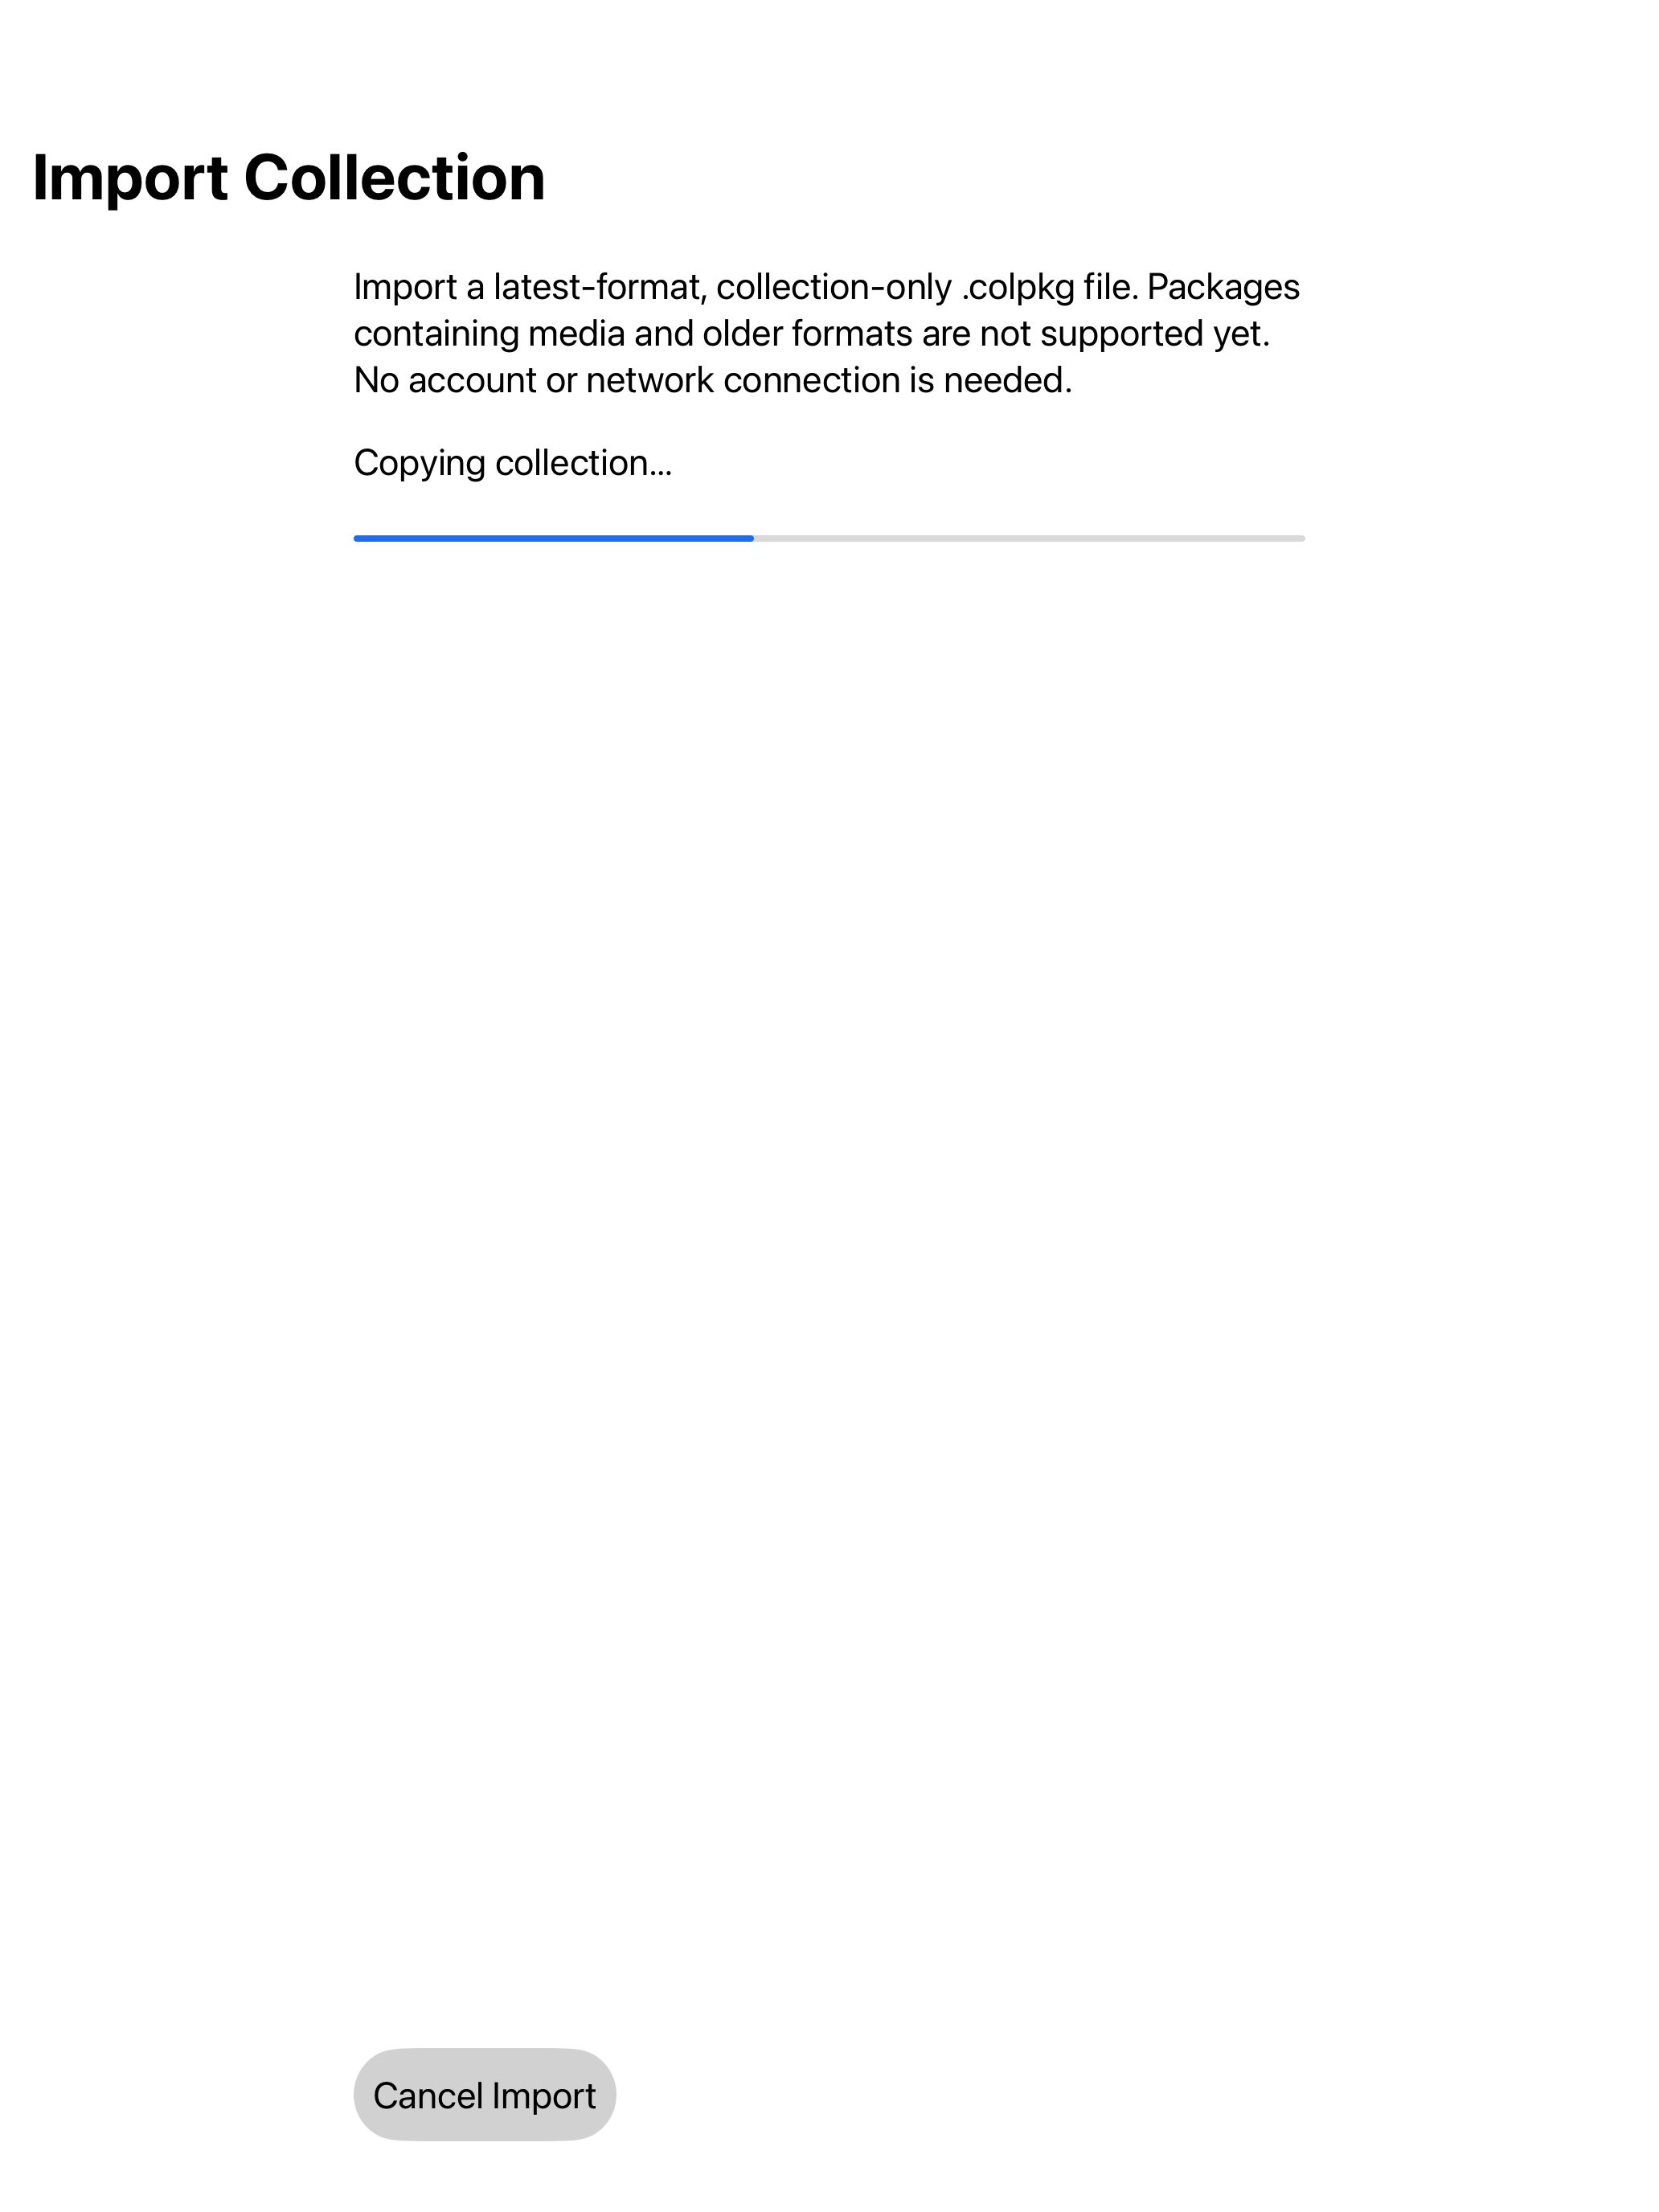 Import Collection
Import a latest-format, collection-only .colpkg file. Packages
containing media and older formats are not supported yet.
No account or network connection is needed.
Copying collection…
Cancel Import